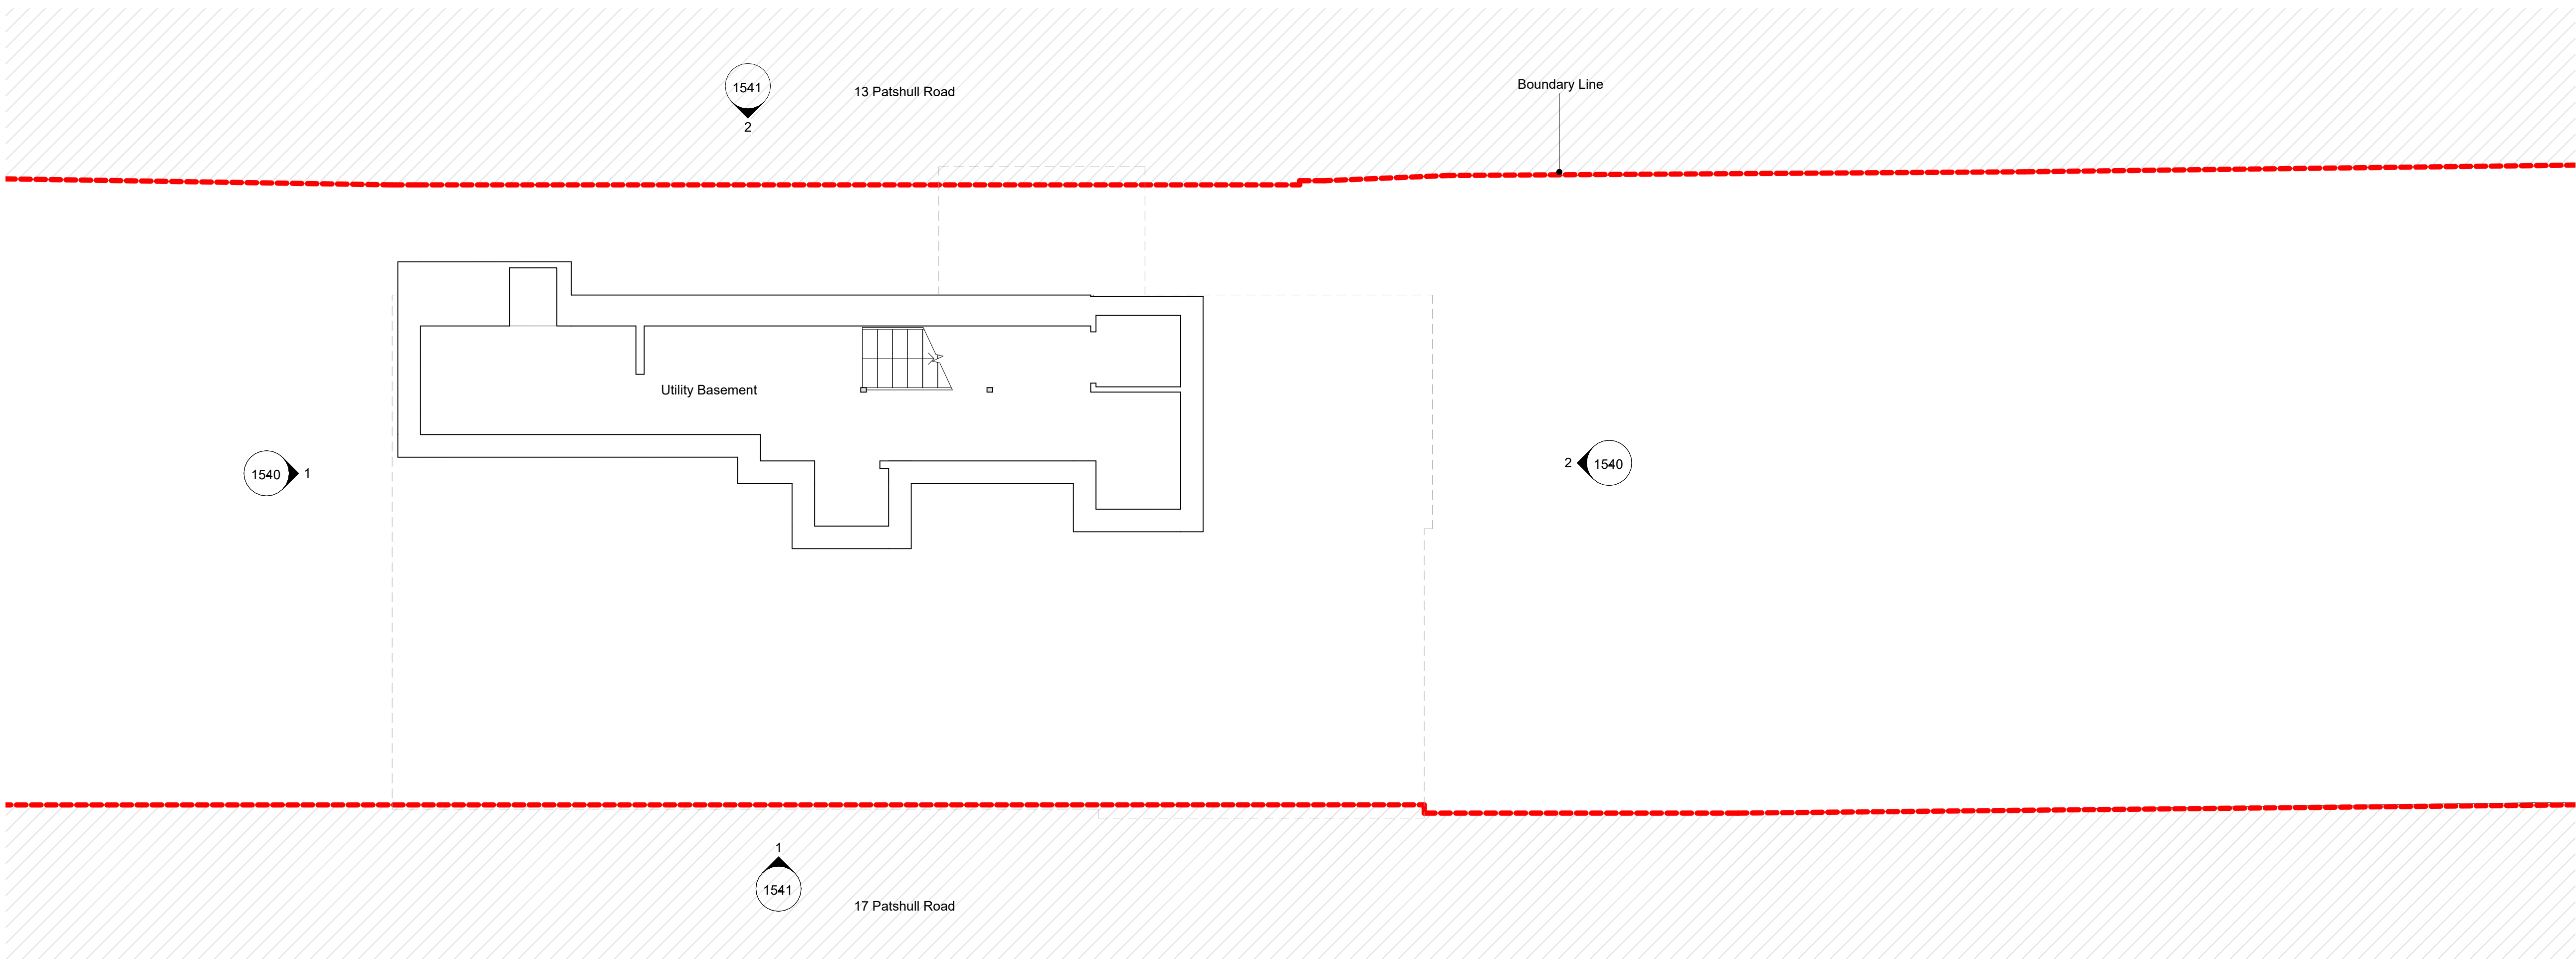 1541
2
13 Patshull Road
Boundary Line
Utility Basement
1540
1
2
1540
1
1541
17 Patshull Road